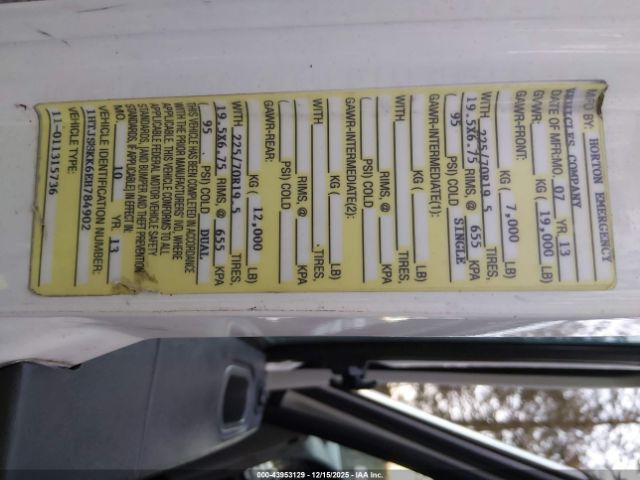 MFD BY: HORTON EMERGENCY
VEHICLES COMPANY
DATE OF MFR:MO. 07 YR. 13
GVWR: KG ( 19,000 LB)
GAWR-FRONT: KG ( 7,000 LB)
WITH 225/70R19.5 TIRES,
19.5X6.75 RIMS, @ 655 KPA
( 95 PSI) COLD SINGLE
GAWR-INTERMEDIATE(1):
KG ( LB)
WITH TIRES,
RIMS, @ KPA
( PSI) COLD
GAWR-INTERMEDIATE(2):
KG ( LB)
WITH TIRES,
RIMS, @ KPA
( PSI) COLD
GAWR-REAR: KG ( 12,000 LB)
WITH 225/70R19.5 TIRES,
19.5X6.75 RIMS, @ 655 KPA
( 95 PSI) COLD DUAL
THIS VEHICLE HAS BEEN COMPLETED IN ACCORDANCE
WITH THE PRIOR MANUFACTURERS' NO. WHERE
APPLICABLE THIS VEHICLE CONFORMS TO ALL
APPLICABLE FEDERAL MOTOR VEHICLE SAFETY
STANDARDS, AND BUMPER AND THEFT PREVENTION
STANDARDS, IF APPLICABLE) IN EFFECT IN:
MO. 10 YR. 13
VEHICLE IDENTIFICATION NUMBER:
VEHICLE TYPE:
11-011315736
000-43953129 - 12/15/2025 - IAA Inc.